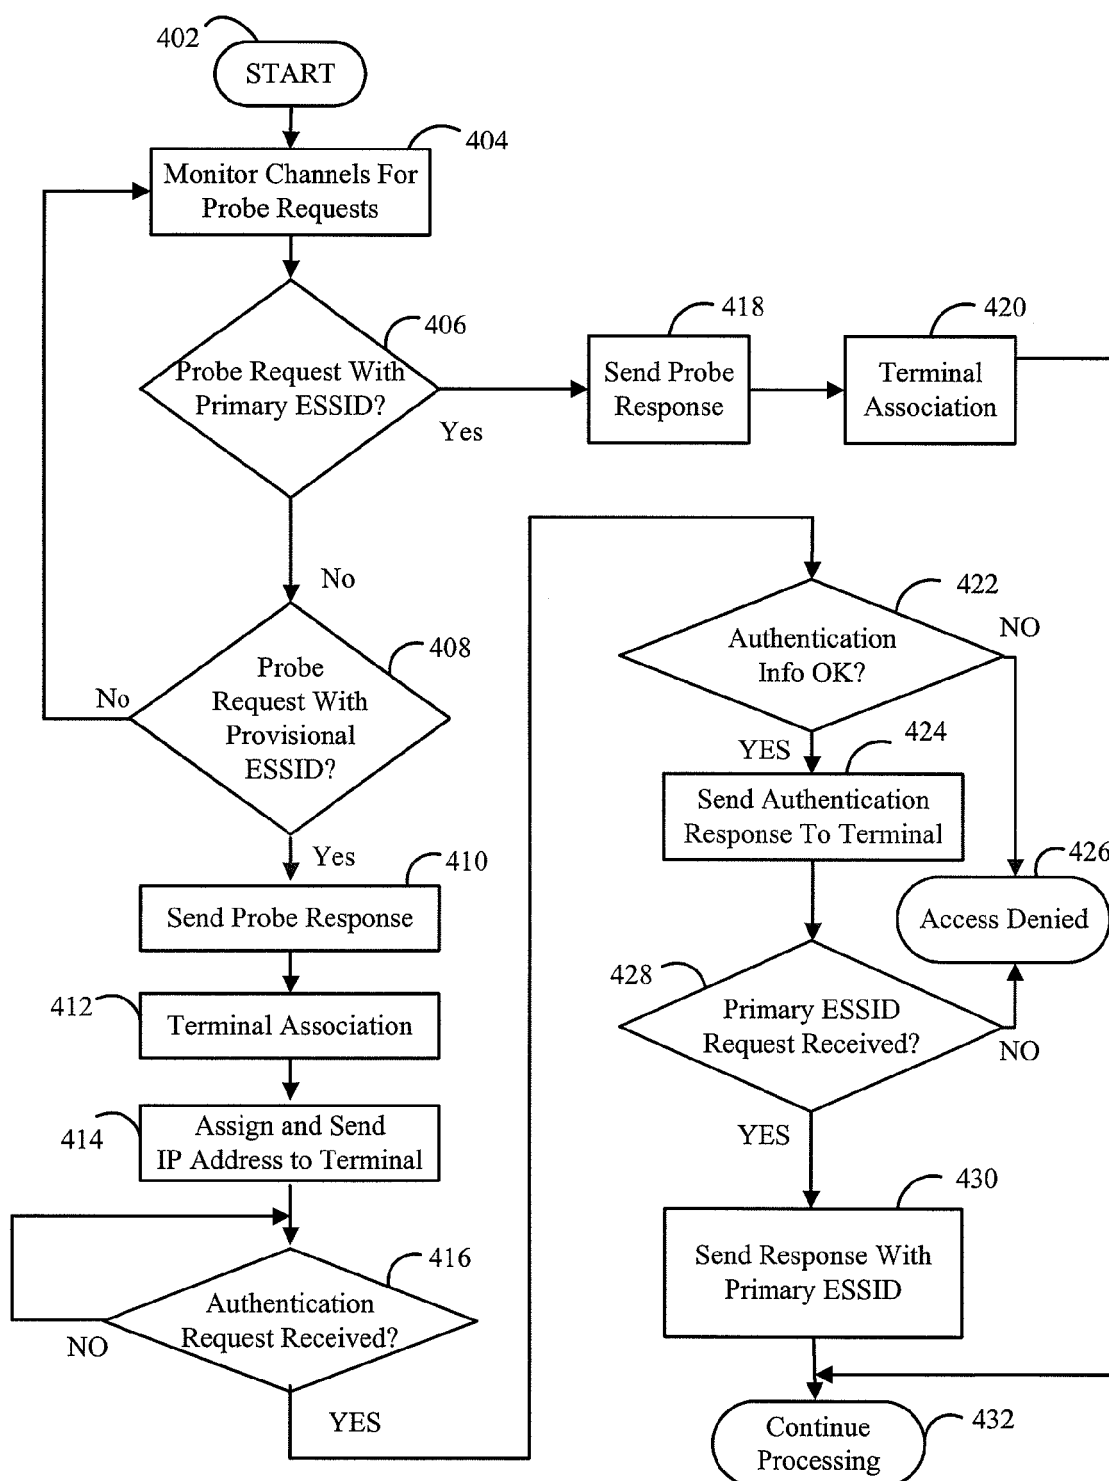 402
START
404
Monitor Channels For
Probe Requests
406
Probe Request With
Primary ESSID?
Yes
418
Send Probe
Response
420
Terminal
Association
No
408
Probe
Request With
Provisional
ESSID?
No
Yes
410
Send Probe Response
412
Terminal Association
414
Assign and Send
IP Address to Terminal
416
Authentication
Request Received?
NO
YES
422
Authentication
Info OK?
NO
YES
424
Send Authentication
Response To Terminal
426
Access Denied
428
Primary ESSID
Request Received?
NO
YES
430
Send Response With
Primary ESSID
432
Continue
Processing